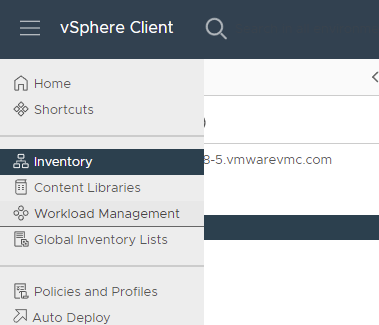 vSphere Client
Home
Shortcuts
Inventory
8-5.vmwarevmc.com
Content Libraries
Workload Management
Global Inventory Lists
Policies and Profiles
Auto Deploy